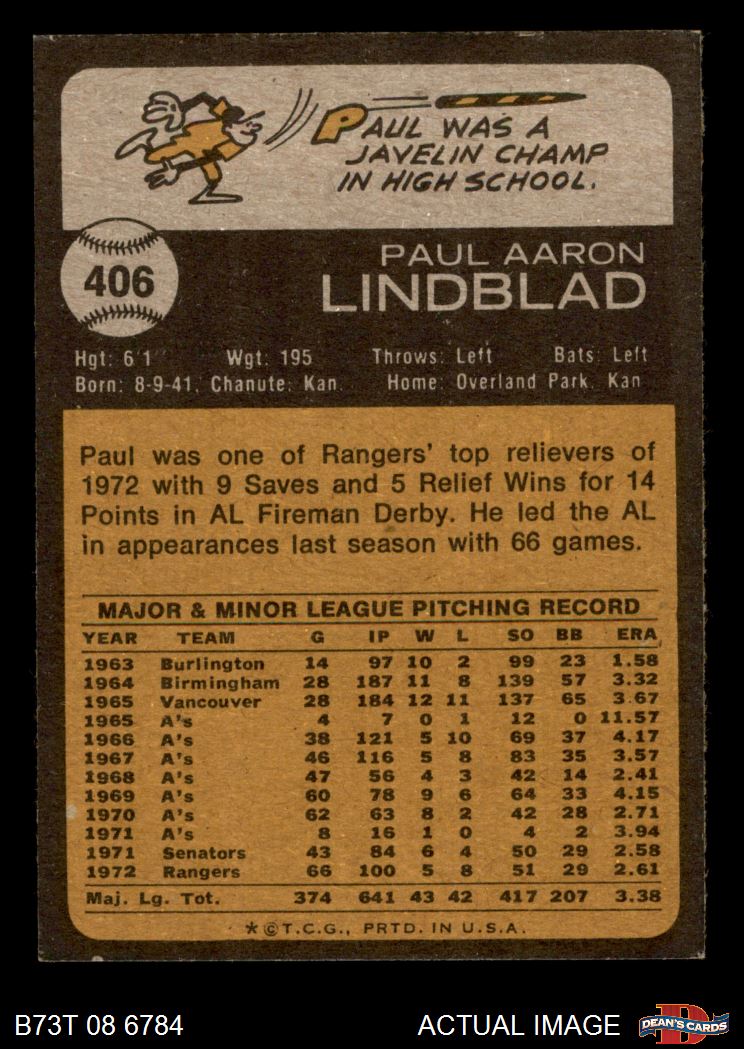 PAUL WAS A
JAVELIN CHAMP
IN HIGH SCHOOL.
406
PAUL AARON
LINDBLAD
Hgt: 6'1" Wgt: 195 Throws: Left Bats: Left
Born: 8-9-41, Chanute, Kan. Home: Overland Park, Kan
Paul was one of Rangers' top relievers of
1972 with 9 Saves and 5 Relief Wins for 14
Points in AL Fireman Derby. He led the AL
in appearances last season with 66 games.
MAJOR & MINOR LEAGUE PITCHING RECORD
YEAR TEAM G IP W L SO BB ERA
1963 Burlington 14 97 10 2 99 23 1.58
1964 Birmingham 28 187 11 8 139 57 3.32
1965 Vancouver 28 184 12 11 137 65 3.67
1965 A's 4 7 0 1 12 0 11.57
1966 A's 38 121 5 10 69 37 4.17
1967 A's 46 116 5 8 83 35 3.57
1968 A's 47 56 4 3 42 14 2.41
1969 A's 60 78 9 6 64 33 4.15
1970 A's 62 63 8 2 42 28 2.71
1971 A's 8 16 1 0 4 2 3.94
1971 Senators 43 84 6 4 50 29 2.58
1972 Rangers 66 100 5 8 51 29 2.61
Maj. Lg. Tot. 374 641 43 42 417 207 3.38
*©T.C.G., PRTD. IN U.S.A.
B73T 08 6784 ACTUAL IMAGE
DEAN'S CARDS